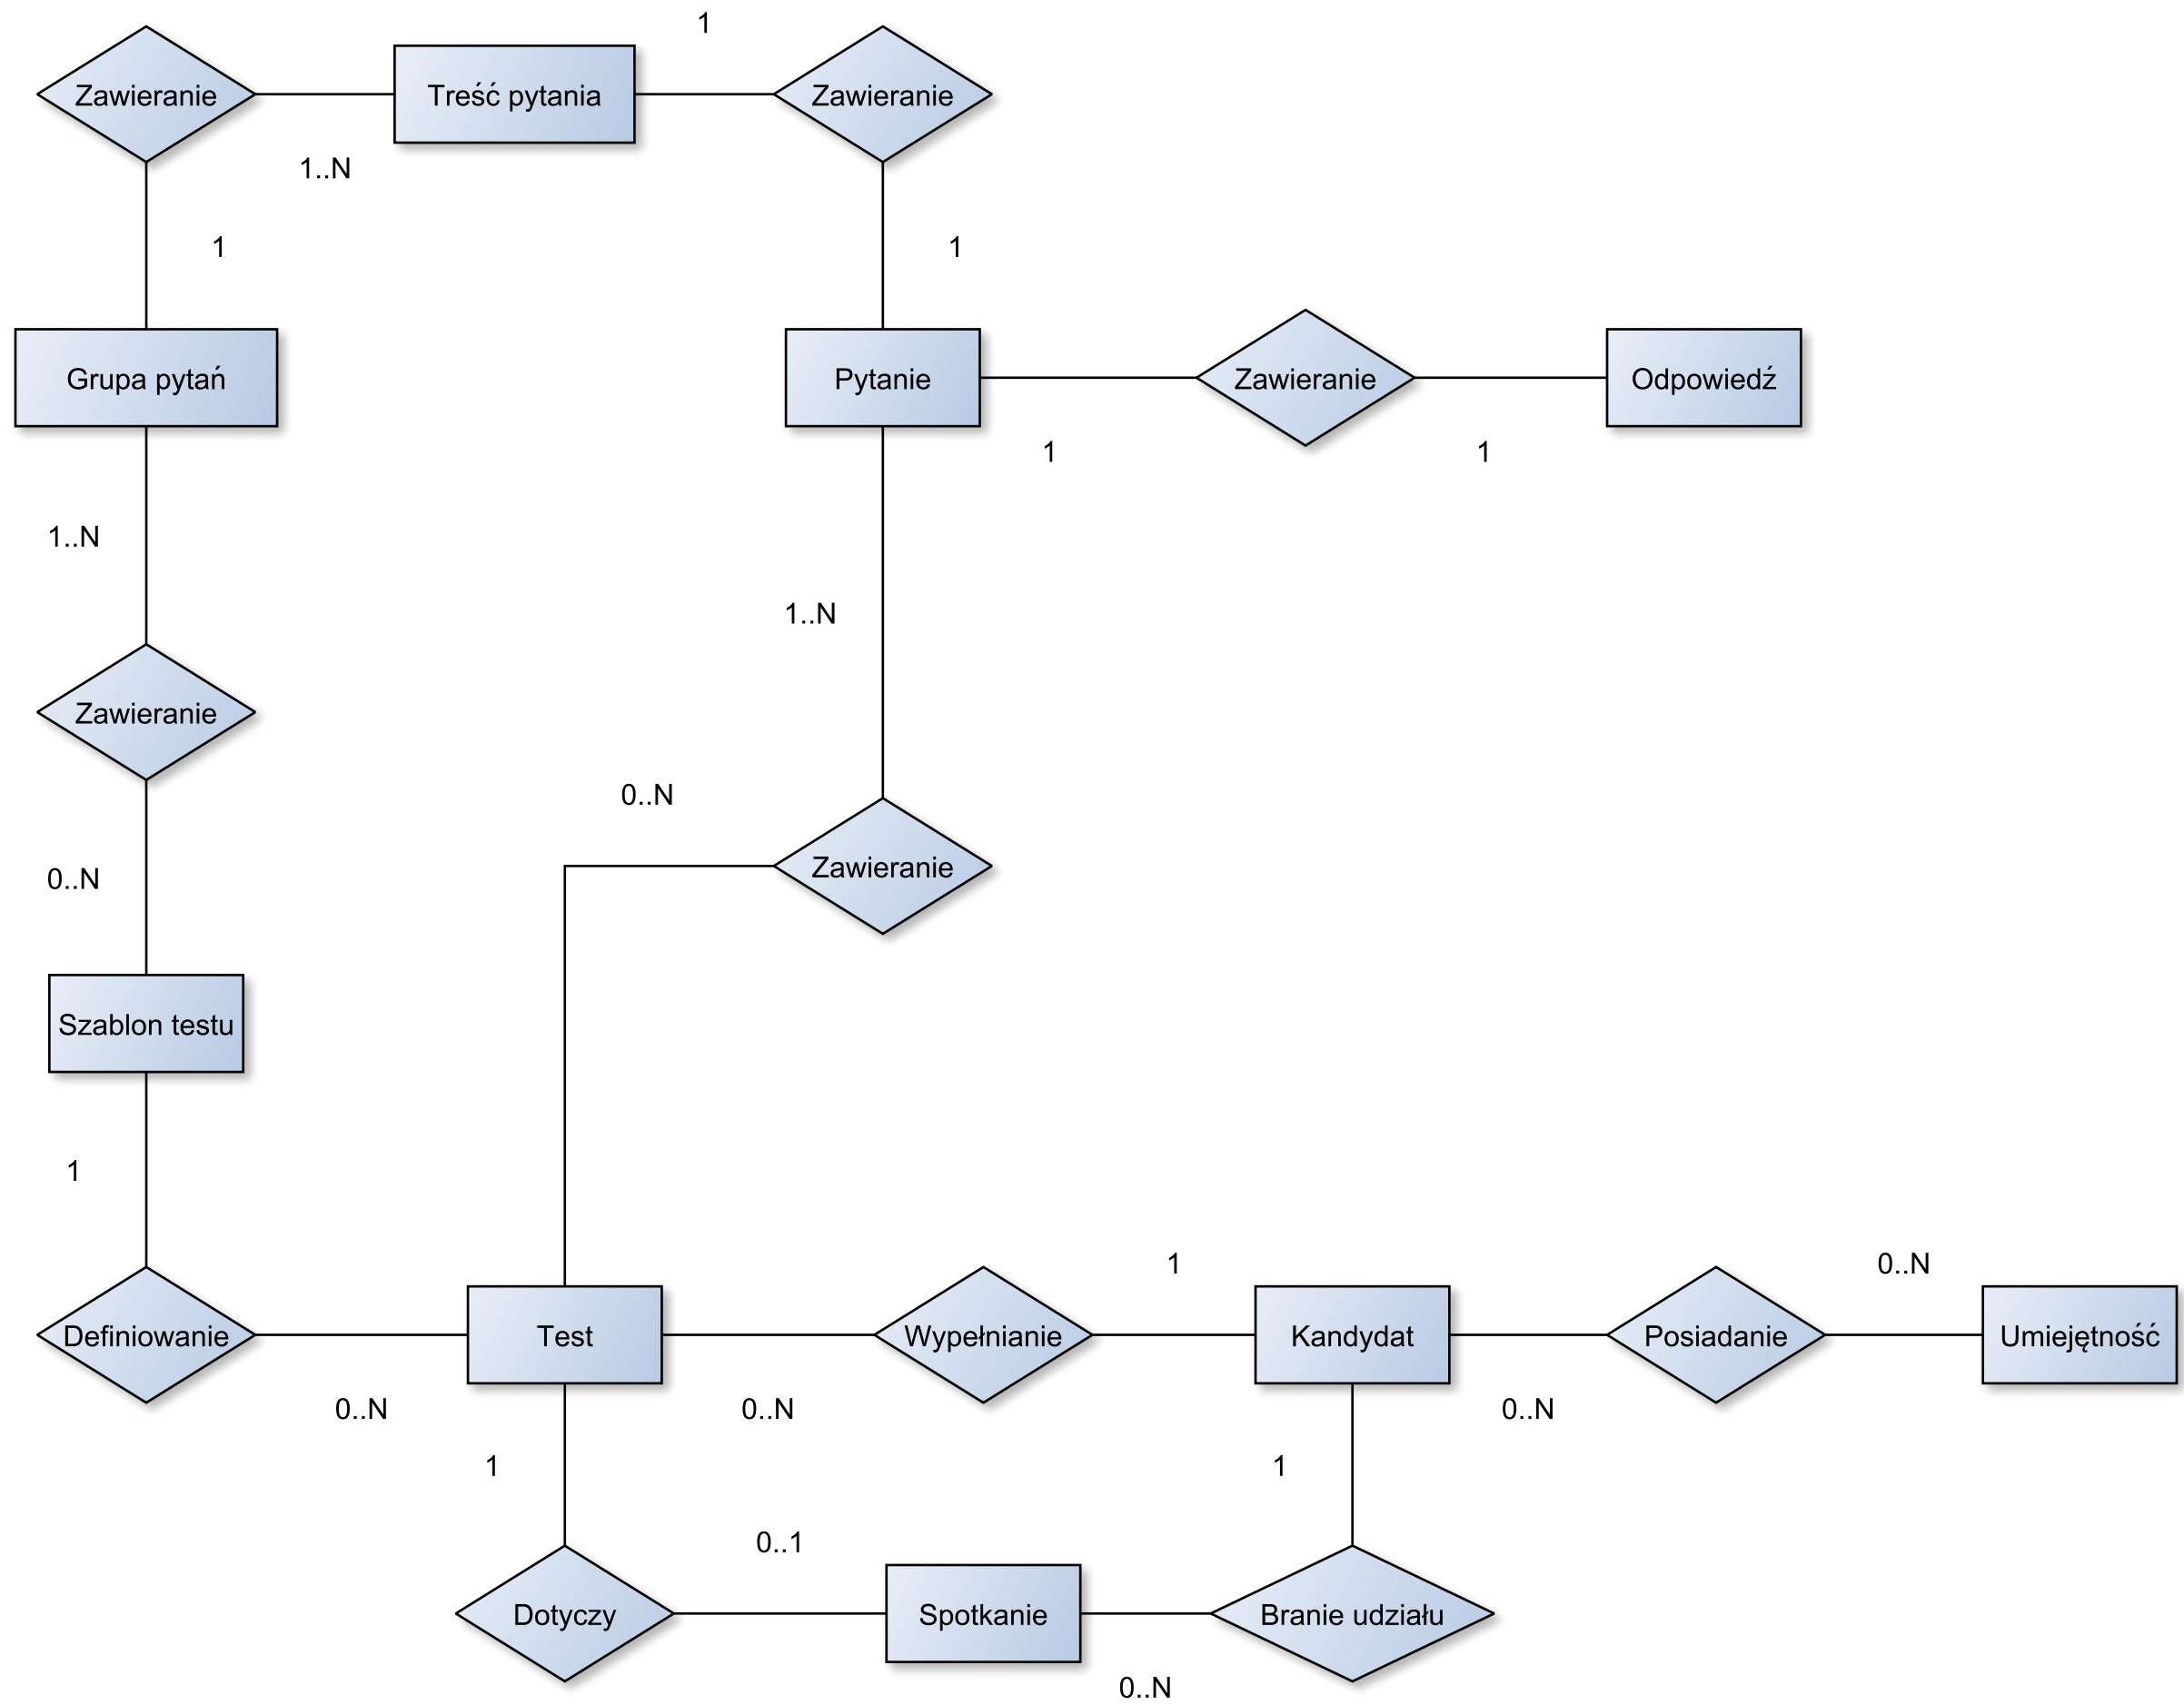 1
Zawieranie
Treść pytania
Zawieranie
1..N
1
1
Grupa pytań
Pytanie
Zawieranie
Odpowiedź
1
1
1..N
1..N
Zawieranie
0..N
Zawieranie
0..N
Szablon testu
1
1
0..N
Definiowanie
Test
Wypełnianie
Kandydat
Posiadanie
Umiejętność
0..N
0..N
0..N
1
1
0..1
Dotyczy
Spotkanie
Branie udziału
0..N